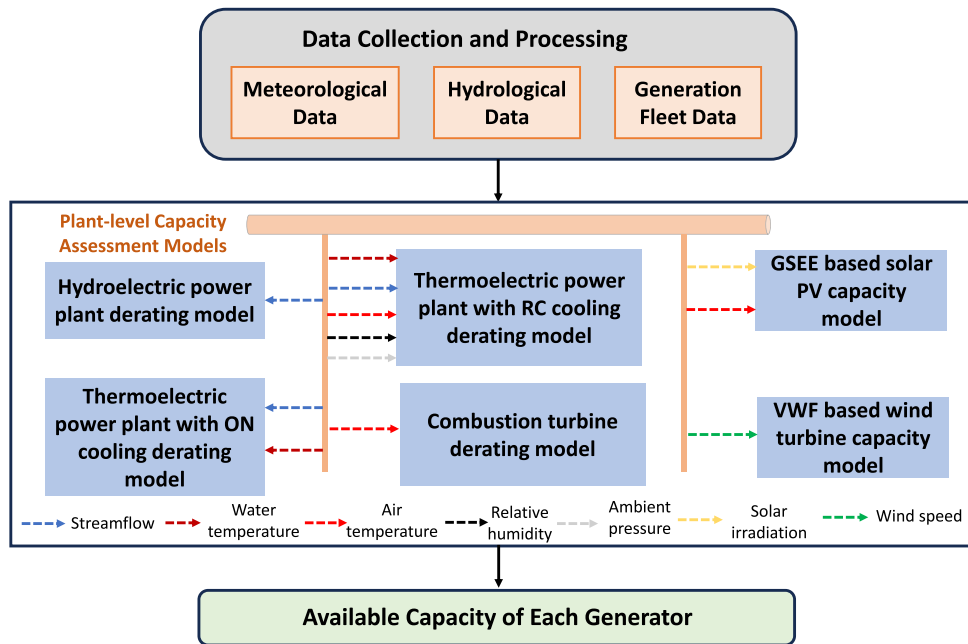 Data Collection and Processing
Meteorological
Data
Hydrological
Data
Generation
Fleet Data
Plant-level Capacity
Assessment Models
Hydroelectric power
plant derating model
Thermoelectric power
plant with RC cooling
derating model
GSEE based solar
PV capacity
model
Thermoelectric
power plant with ON
cooling derating
model
Combustion turbine
derating model
VWF based wind
turbine capacity
model
Streamflow
Water
temperature
Air
temperature
Relative
humidity
Ambient
pressure
Solar
irradiation
Wind speed
Available Capacity of Each Generator